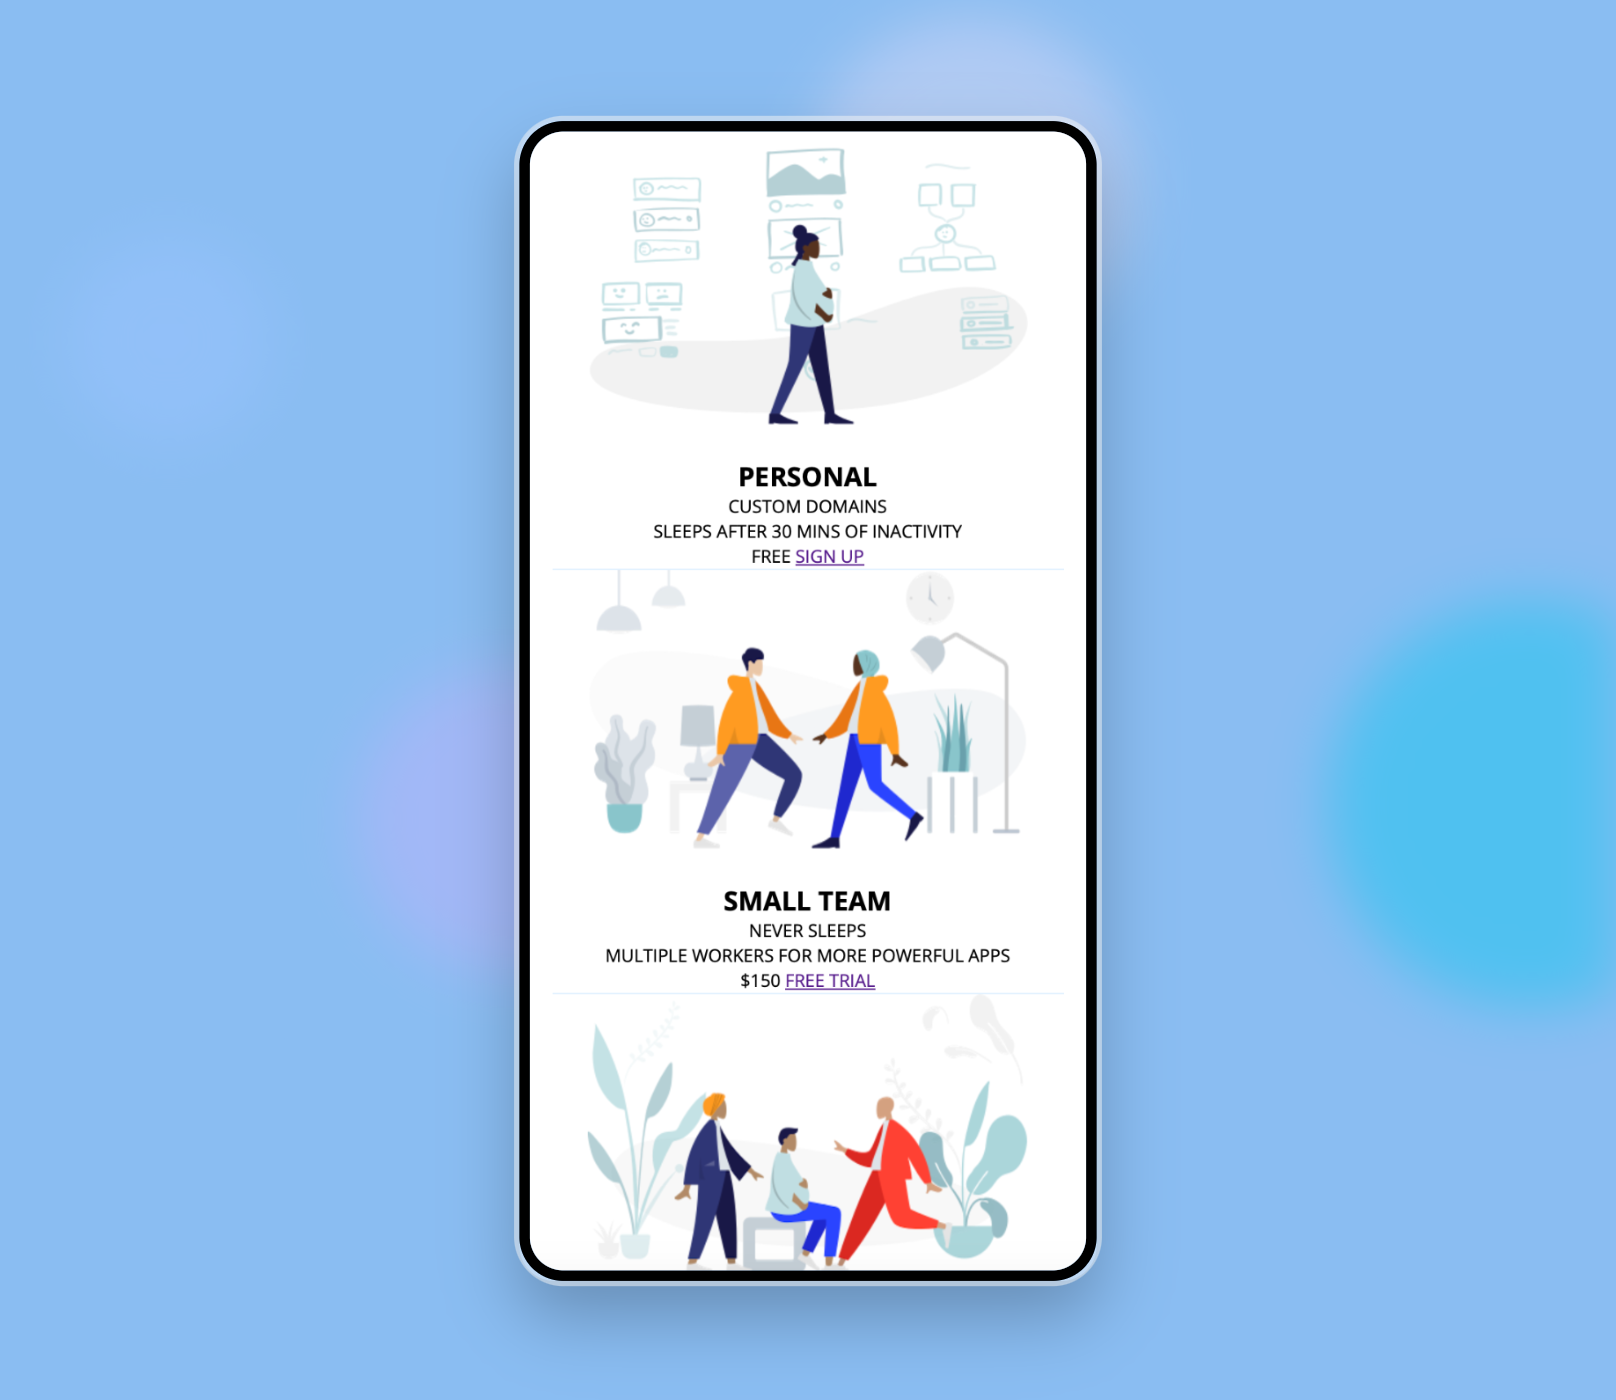 PERSONAL
CUSTOM DOMAINS
SLEEPS AFTER 30 MINS OF INACTIVITY
FREE SIGN UP
SMALL TEAM
NEVER SLEEPS
MULTIPLE WORKERS FOR MORE POWERFUL APPS
$150 FREE TRIAL